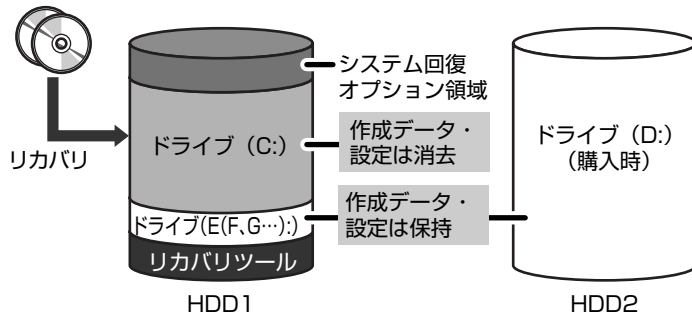 システム回復
オプション領域
リカバリ
ドライブ（C:）
作成データ・
設定は消去
ドライブ（D:）
（購入時）
ドライブ(E(F、G…):)
作成データ・
設定は保持
リカバリツール
HDD1
HDD2